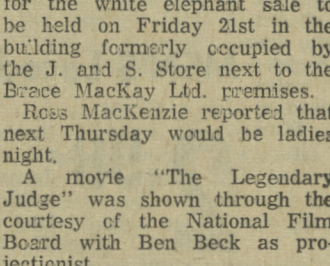 for the white elephant sale to
be held on Friday 21st in the
building formerly occupied by
the J. and S. Store next to the
Brace MacKay Ltd. premises.
Ross MacKenzie reported that
next Thursday would be ladies
night.
A movie "The Legendary
Judge" was shown through the
courtesy of the National Film
Board with Ben Beck as pro-
jectionist